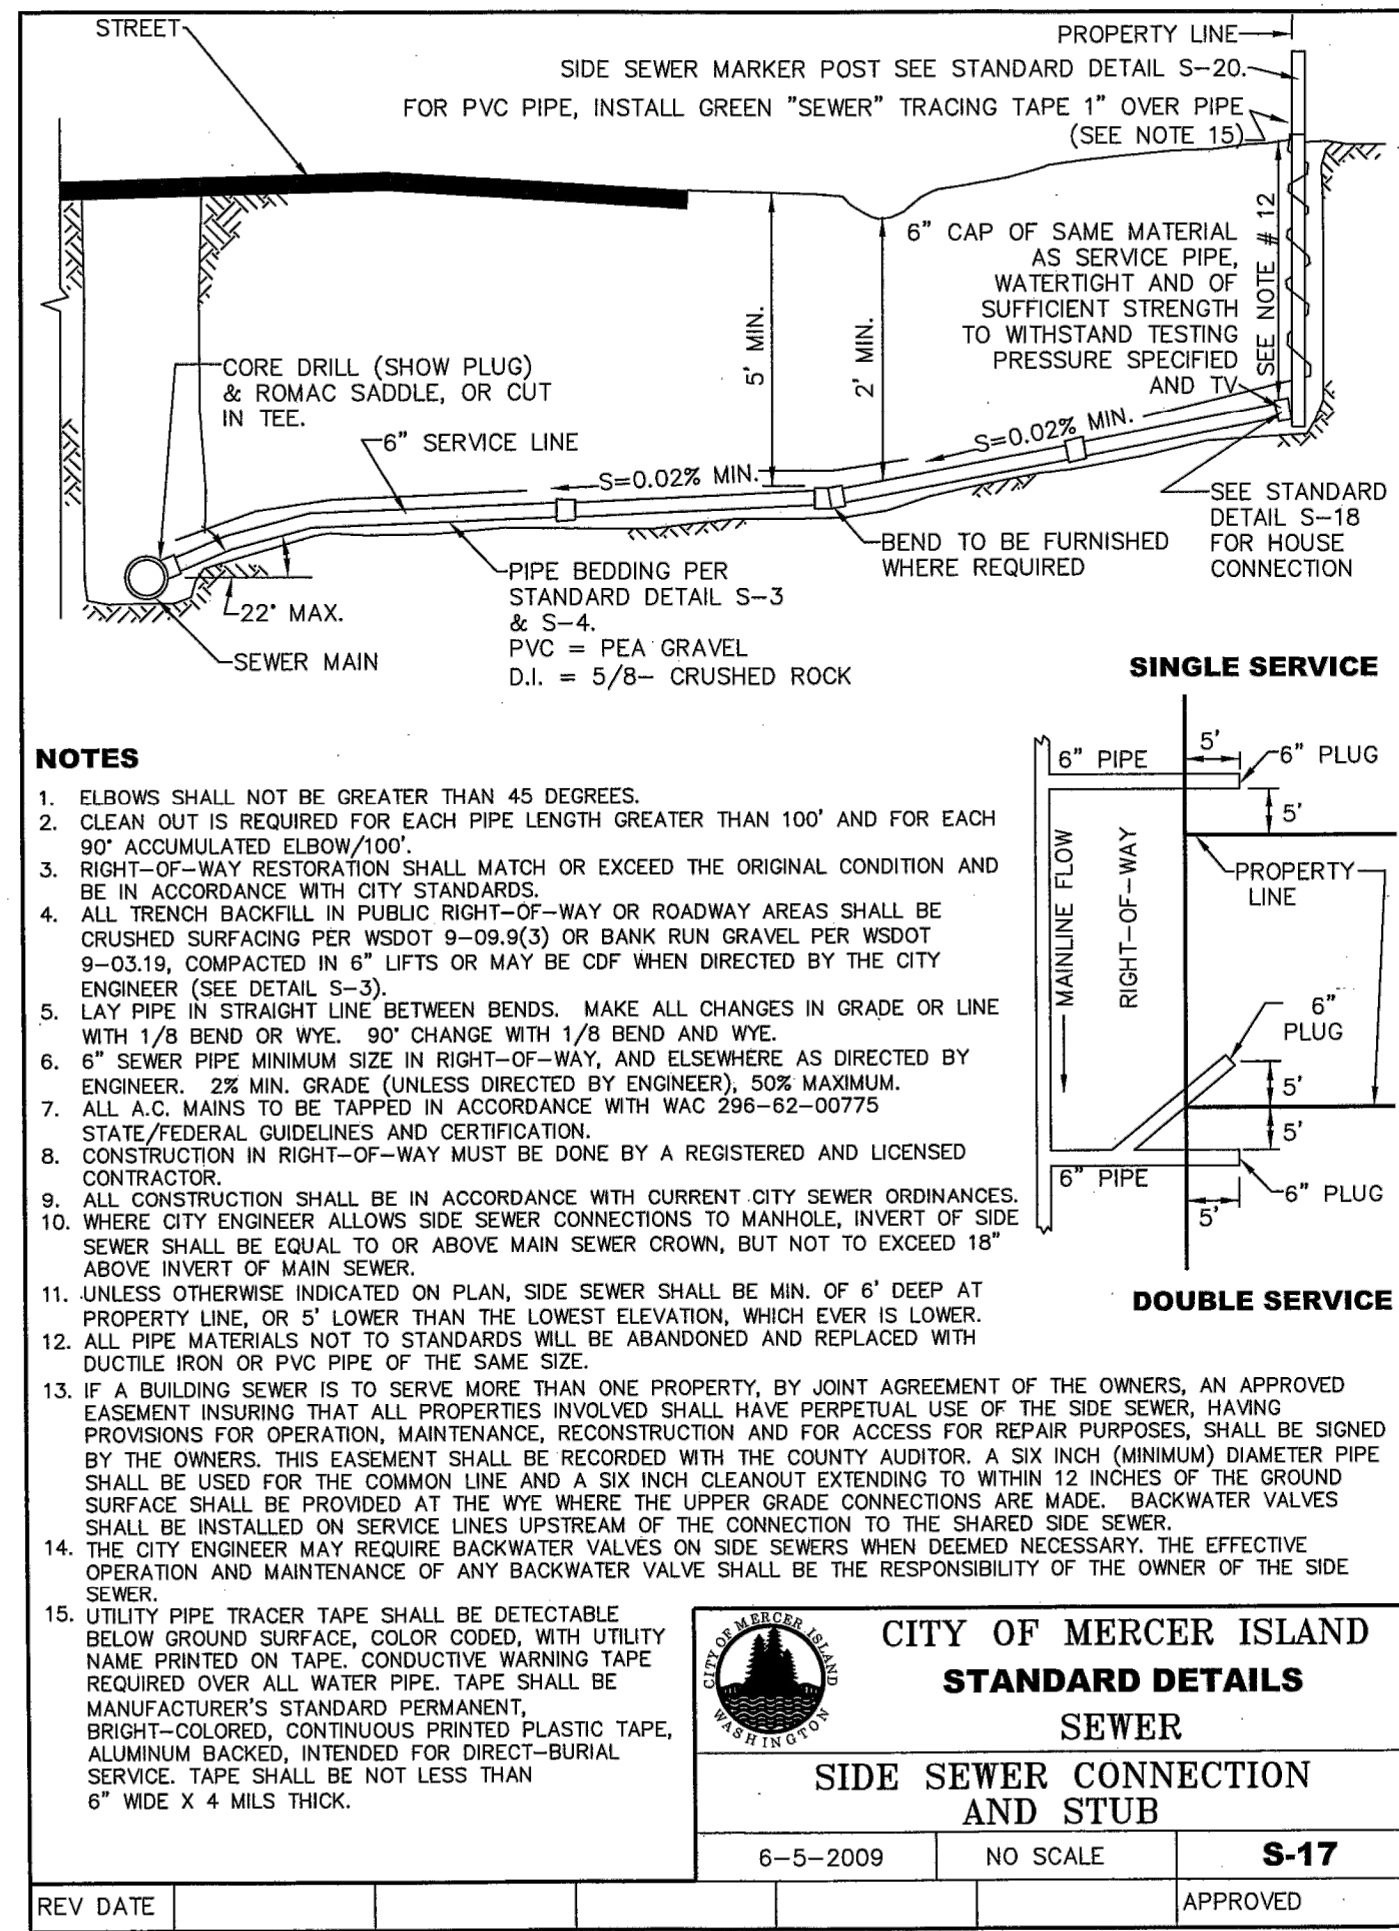 STREET
PROPERTY LINE
SIDE SEWER MARKER POST SEE STANDARD DETAIL S-20.
FOR PVC PIPE, INSTALL GREEN "SEWER" TRACING TAPE 1" OVER PIPE
(SEE NOTE 15)
6" CAP OF SAME MATERIAL
AS SERVICE PIPE,
WATERTIGHT AND OF
SUFFICIENT STRENGTH
TO WITHSTAND TESTING
PRESSURE SPECIFIED
AND TV
SEE NOTE # 12
5' MIN.
2' MIN.
CORE DRILL (SHOW PLUG)
& ROMAC SADDLE, OR CUT
IN TEE.
6" SERVICE LINE
S=0.02% MIN.
S=0.02% MIN.
SEE STANDARD
DETAIL S-18
FOR HOUSE
CONNECTION
BEND TO BE FURNISHED
WHERE REQUIRED
PIPE BEDDING PER
STANDARD DETAIL S-3
& S-4.
PVC = PEA GRAVEL
D.I. = 5/8- CRUSHED ROCK
22° MAX.
SEWER MAIN
SINGLE SERVICE
6" PIPE
5'
6" PLUG
5'
PROPERTY
LINE
MAINLINE FLOW
RIGHT-OF-WAY
6"
PLUG
5'
5'
6" PIPE
6" PLUG
5'
DOUBLE SERVICE
NOTES
1. ELBOWS SHALL NOT BE GREATER THAN 45 DEGREES.
2. CLEAN OUT IS REQUIRED FOR EACH PIPE LENGTH GREATER THAN 100' AND FOR EACH
90° ACCUMULATED ELBOW/100'.
3. RIGHT-OF-WAY RESTORATION SHALL MATCH OR EXCEED THE ORIGINAL CONDITION AND
BE IN ACCORDANCE WITH CITY STANDARDS.
4. ALL TRENCH BACKFILL IN PUBLIC RIGHT-OF-WAY OR ROADWAY AREAS SHALL BE
CRUSHED SURFACING PER WSDOT 9-09.9(3) OR BANK RUN GRAVEL PER WSDOT
9-03.19, COMPACTED IN 6" LIFTS OR MAY BE CDF WHEN DIRECTED BY THE CITY
ENGINEER (SEE DETAIL S-3).
5. LAY PIPE IN STRAIGHT LINE BETWEEN BENDS. MAKE ALL CHANGES IN GRADE OR LINE
WITH 1/8 BEND OR WYE. 90° CHANGE WITH 1/8 BEND AND WYE.
6. 6" SEWER PIPE MINIMUM SIZE IN RIGHT-OF-WAY, AND ELSEWHERE AS DIRECTED BY
ENGINEER. 2% MIN. GRADE (UNLESS DIRECTED BY ENGINEER), 50% MAXIMUM.
7. ALL A.C. MAINS TO BE TAPPED IN ACCORDANCE WITH WAC 296-62-00775
STATE/FEDERAL GUIDELINES AND CERTIFICATION.
8. CONSTRUCTION IN RIGHT-OF-WAY MUST BE DONE BY A REGISTERED AND LICENSED
CONTRACTOR.
9. ALL CONSTRUCTION SHALL BE IN ACCORDANCE WITH CURRENT CITY SEWER ORDINANCES.
10. WHERE CITY ENGINEER ALLOWS SIDE SEWER CONNECTIONS TO MANHOLE, INVERT OF SIDE
SEWER SHALL BE EQUAL TO OR ABOVE MAIN SEWER CROWN, BUT NOT TO EXCEED 18"
ABOVE INVERT OF MAIN SEWER.
11. UNLESS OTHERWISE INDICATED ON PLAN, SIDE SEWER SHALL BE MIN. OF 6' DEEP AT
PROPERTY LINE, OR 5' LOWER THAN THE LOWEST ELEVATION, WHICH EVER IS LOWER.
12. ALL PIPE MATERIALS NOT TO STANDARDS WILL BE ABANDONED AND REPLACED WITH
DUCTILE IRON OR PVC PIPE OF THE SAME SIZE.
13. IF A BUILDING SEWER IS TO SERVE MORE THAN ONE PROPERTY, BY JOINT AGREEMENT OF THE OWNERS, AN APPROVED
EASEMENT INSURING THAT ALL PROPERTIES INVOLVED SHALL HAVE PERPETUAL USE OF THE SIDE SEWER, HAVING
PROVISIONS FOR OPERATION, MAINTENANCE, RECONSTRUCTION AND FOR ACCESS FOR REPAIR PURPOSES, SHALL BE SIGNED
BY THE OWNERS. THIS EASEMENT SHALL BE RECORDED WITH THE COUNTY AUDITOR. A SIX INCH (MINIMUM) DIAMETER PIPE
SHALL BE USED FOR THE COMMON LINE AND A SIX INCH CLEANOUT EXTENDING TO WITHIN 12 INCHES OF THE GROUND
SURFACE SHALL BE PROVIDED AT THE WYE WHERE THE UPPER GRADE CONNECTIONS ARE MADE. BACKWATER VALVES
SHALL BE INSTALLED ON SERVICE LINES UPSTREAM OF THE CONNECTION TO THE SHARED SIDE SEWER.
14. THE CITY ENGINEER MAY REQUIRE BACKWATER VALVES ON SIDE SEWERS WHEN DEEMED NECESSARY. THE EFFECTIVE
OPERATION AND MAINTENANCE OF ANY BACKWATER VALVE SHALL BE THE RESPONSIBILITY OF THE OWNER OF THE SIDE
SEWER.
15. UTILITY PIPE TRACER TAPE SHALL BE DETECTABLE
BELOW GROUND SURFACE, COLOR CODED, WITH UTILITY
NAME PRINTED ON TAPE. CONDUCTIVE WARNING TAPE
REQUIRED OVER ALL WATER PIPE. TAPE SHALL BE
MANUFACTURER'S STANDARD PERMANENT,
BRIGHT-COLORED, CONTINUOUS PRINTED PLASTIC TAPE,
ALUMINUM BACKED, INTENDED FOR DIRECT-BURIAL
SERVICE. TAPE SHALL BE NOT LESS THAN
6" WIDE X 4 MILS THICK.
CITY OF MERCER ISLAND
WASHINGTON
CITY OF MERCER ISLAND
STANDARD DETAILS
SEWER
SIDE SEWER CONNECTION
AND STUB
6-5-2009
NO SCALE
S-17
REV DATE
APPROVED